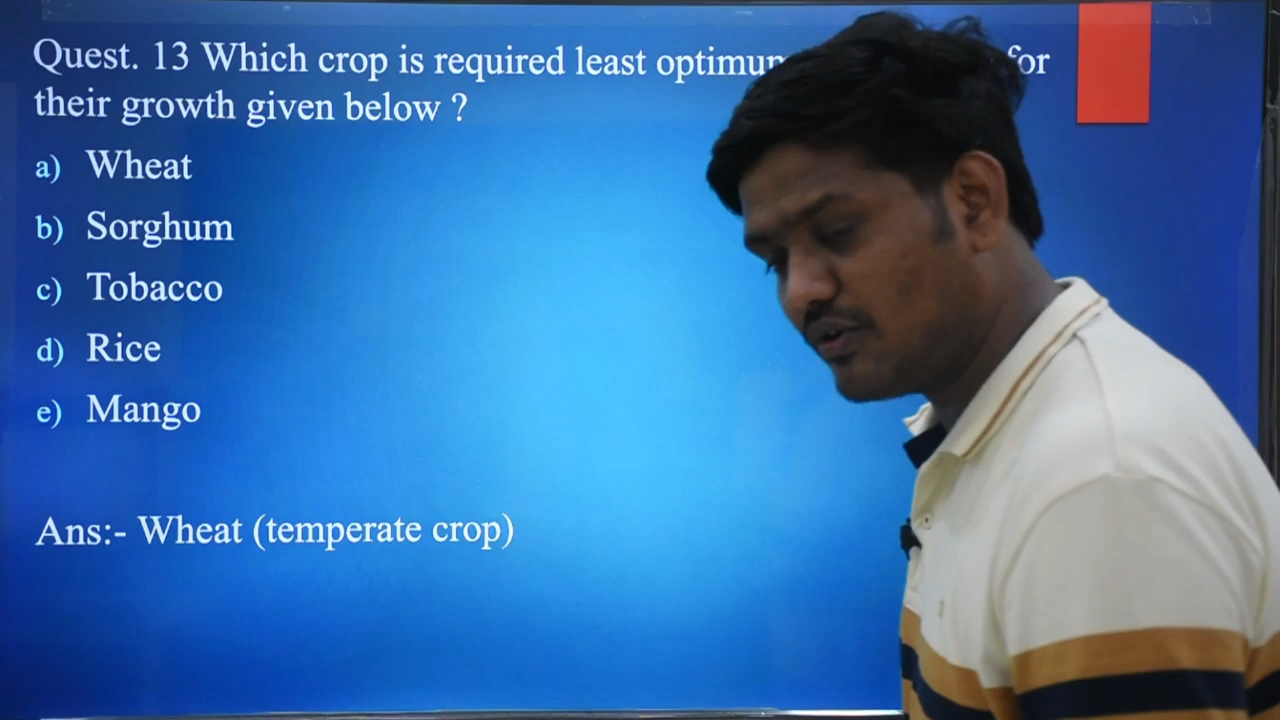 Quest. 13 Which crop is required least optimum for
their growth given below ?
a) Wheat
b) Sorghum
c) Tobacco
d) Rice
e) Mango
Ans:- Wheat (temperate crop)